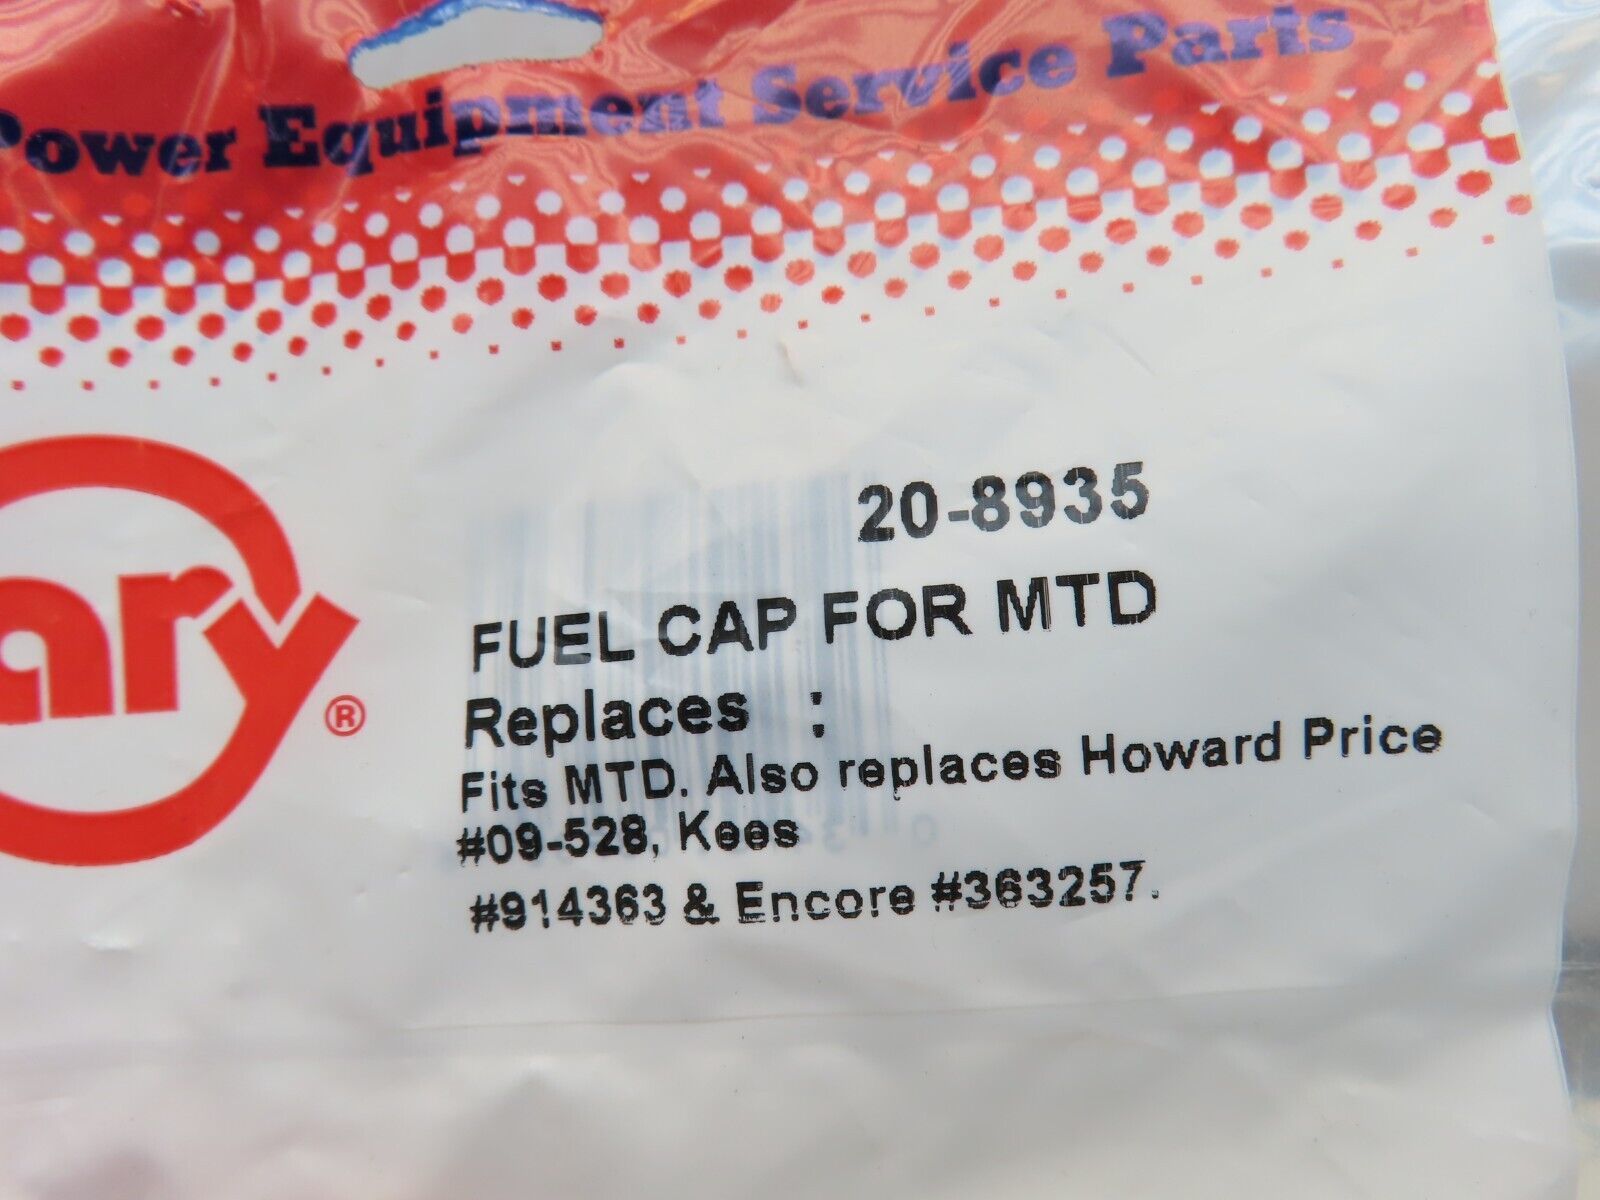 Power Equipment Service Parts
ary®
20-8935
FUEL CAP FOR MTD
Replaces :
Fits MTD. Also replaces Howard Price
#09-528, Kees
#914363 & Encore #363257.